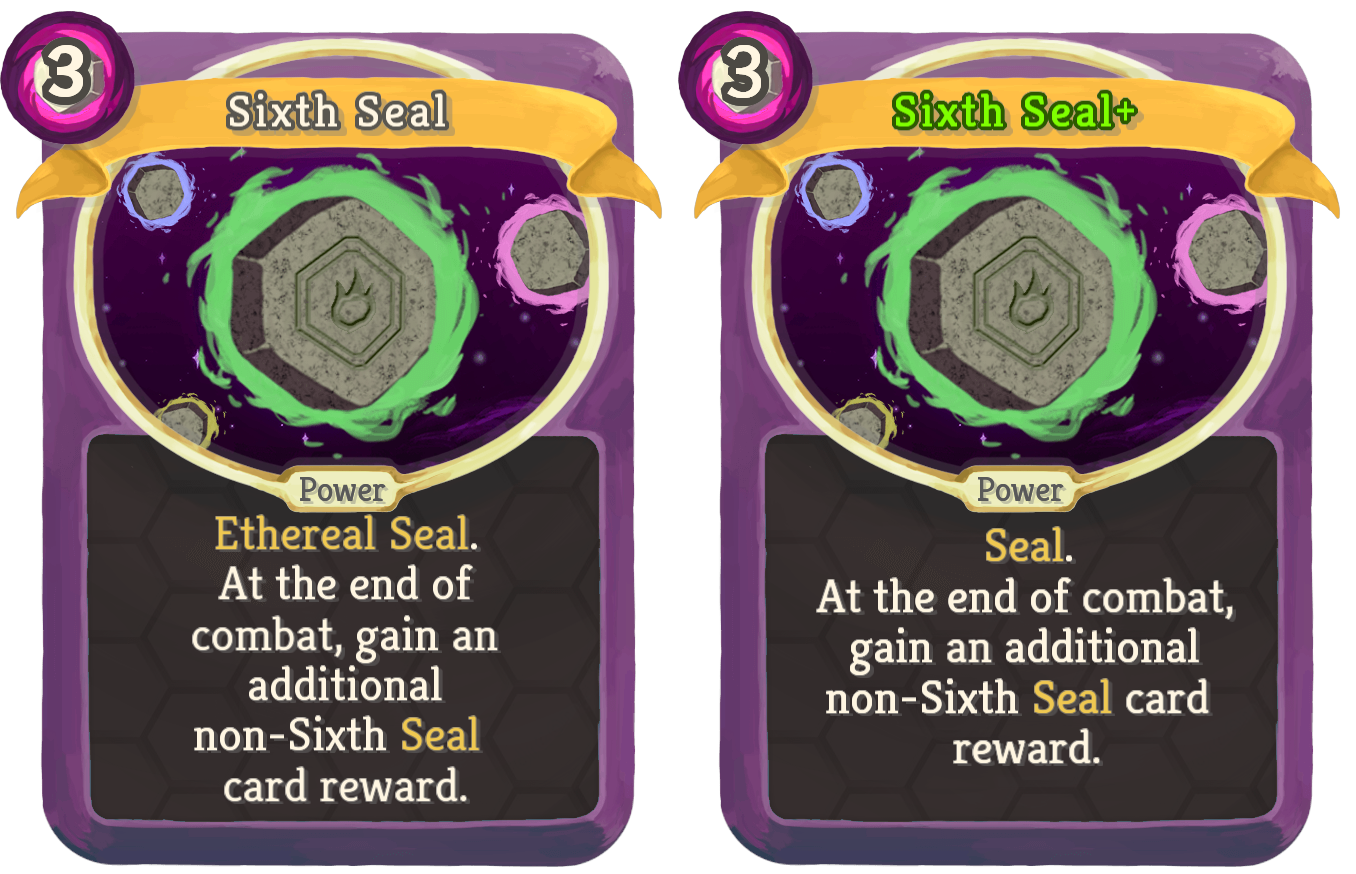 3
Sixth Seal
Power
Ethereal Seal.
At the end of
combat, gain an
additional
non-Sixth Seal
card reward.
3
Sixth Seal+
Power
Seal.
At the end of combat,
gain an additional
non-Sixth Seal card
reward.